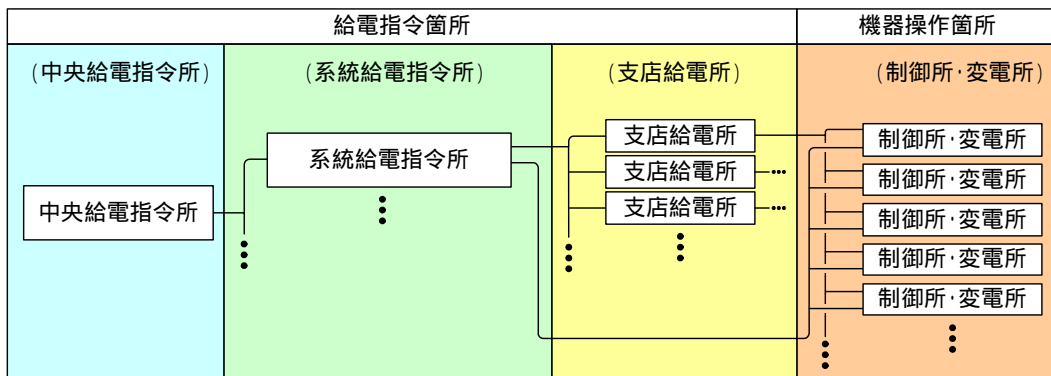 給電指令箇所
機器操作箇所
(中央給電指令所)
(系統給電指令所)
(支店給電所)
(制御所・変電所)
中央給電指令所
系統給電指令所
支店給電所
支店給電所
支店給電所
制御所・変電所
制御所・変電所
制御所・変電所
制御所・変電所
制御所・変電所